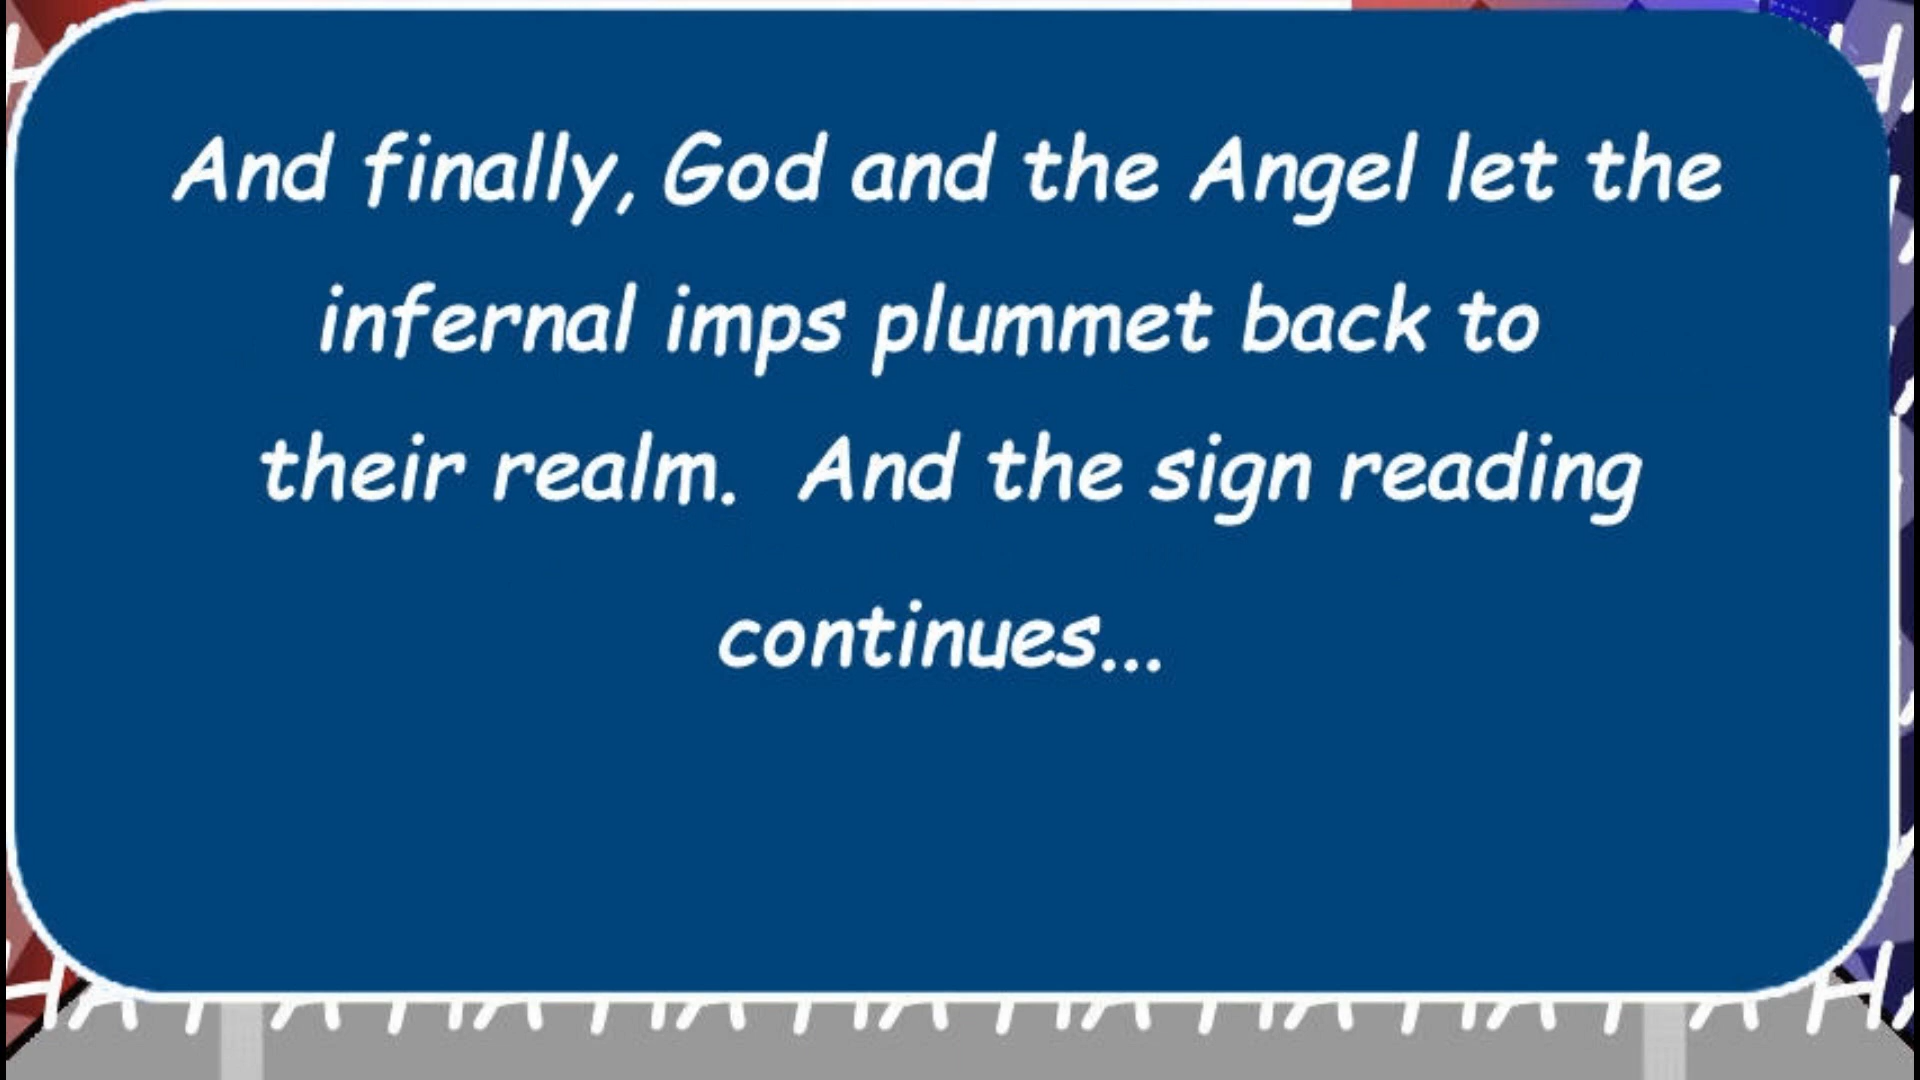 And finally, God and the Angel let the
infernal imps plummet back to
their realm.  And the sign reading
continues...